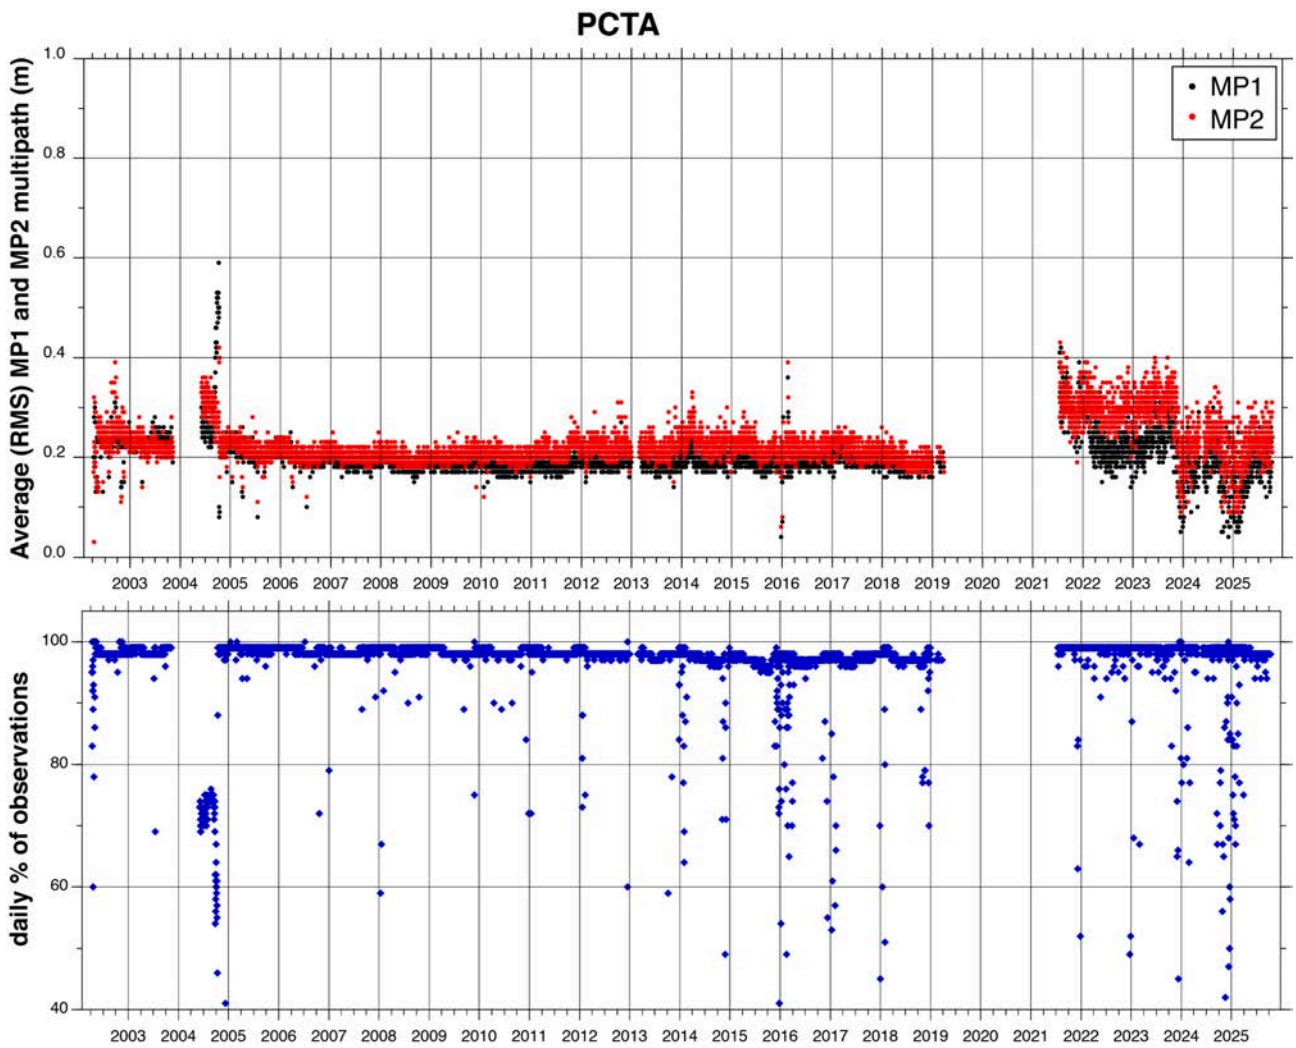 PCTA
Average (RMS) MP1 and MP2 multipath (m)
1.0
0.8
0.6
0.4
0.2
0.0
MP1
MP2
2003 2004 2005 2006 2007 2008 2009 2010 2011 2012 2013 2014 2015 2016 2017 2018 2019 2020 2021 2022 2023 2024 2025
daily % of observations
100
80
60
40
2003 2004 2005 2006 2007 2008 2009 2010 2011 2012 2013 2014 2015 2016 2017 2018 2019 2020 2021 2022 2023 2024 2025